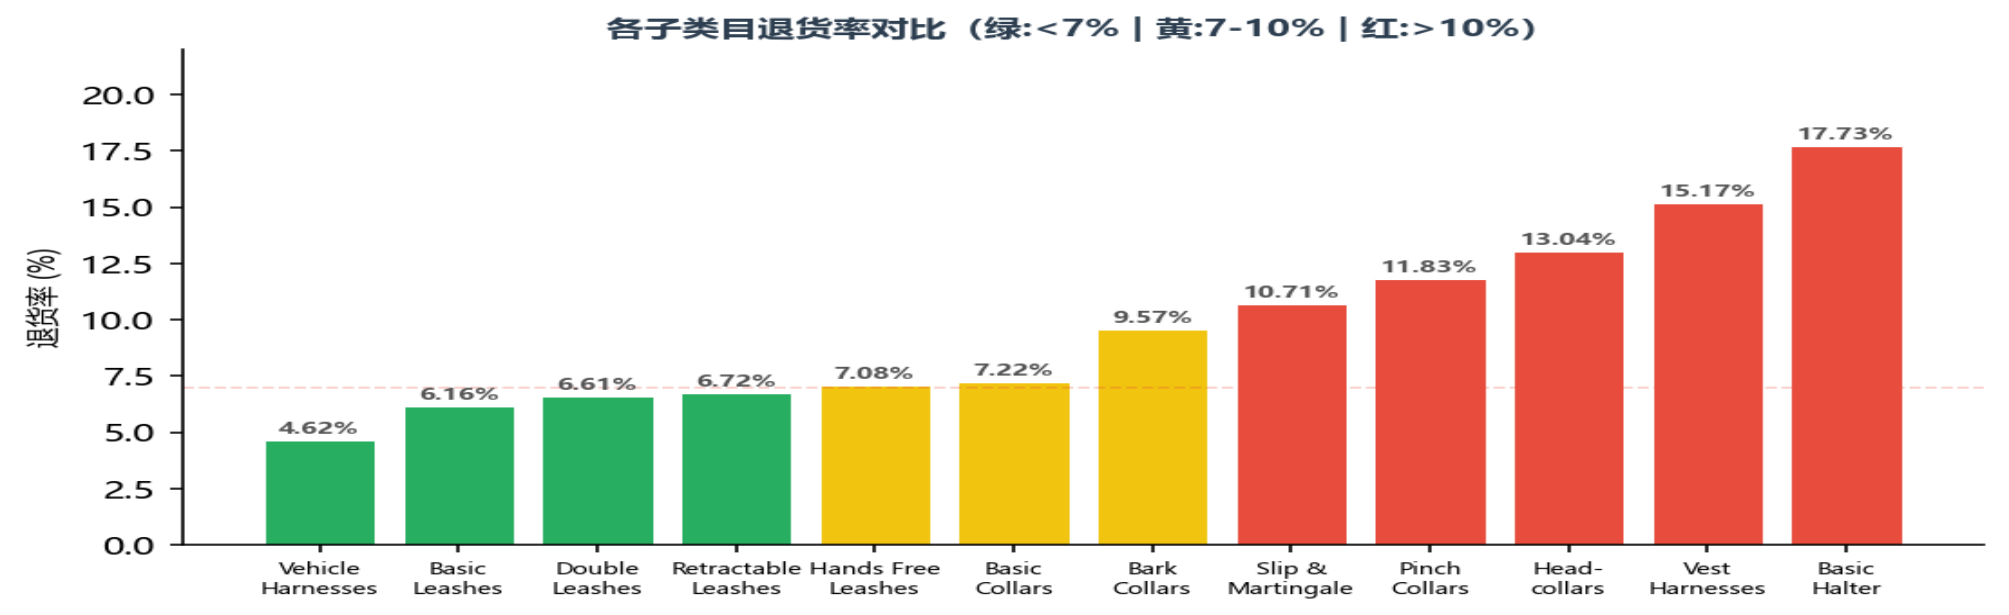 各子类目退货率对比（绿:<7% | 黄:7-10% | 红:>10%）
退货率 (%)
20.0
17.5
15.0
12.5
10.0
7.5
5.0
2.5
0.0
4.62%
6.16%
6.61%
6.72%
7.08%
7.22%
9.57%
10.71%
11.83%
13.04%
15.17%
17.73%
Vehicle
Harnesses
Basic
Leashes
Double
Leashes
Retractable
Leashes
Hands Free
Leashes
Basic
Collars
Bark
Collars
Slip &
Martingale
Pinch
Collars
Head-
collars
Vest
Harnesses
Basic
Halter